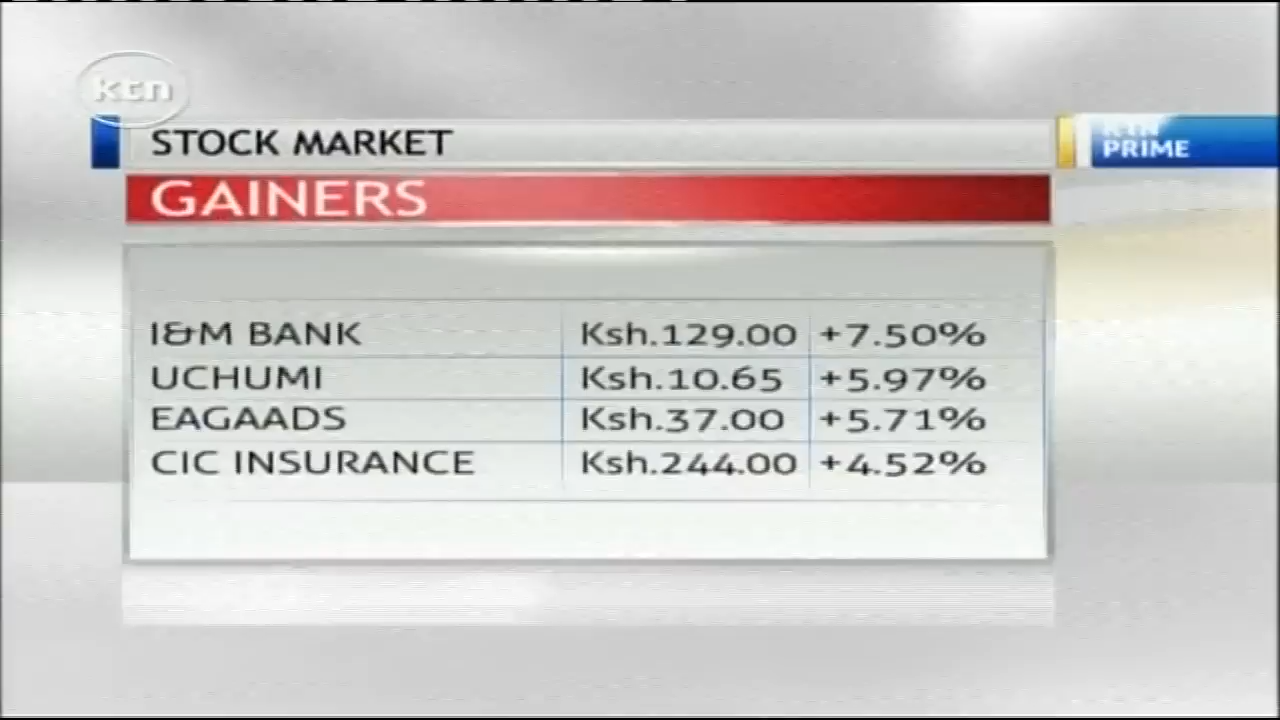 ktn
STOCK MARKET
KTN
PRIME
GAINERS
I&M BANK Ksh.129.00 +7.50%
UCHUMI Ksh.10.65 +5.97%
EAGAADS Ksh.37.00 +5.71%
CIC INSURANCE Ksh.244.00 +4.52%